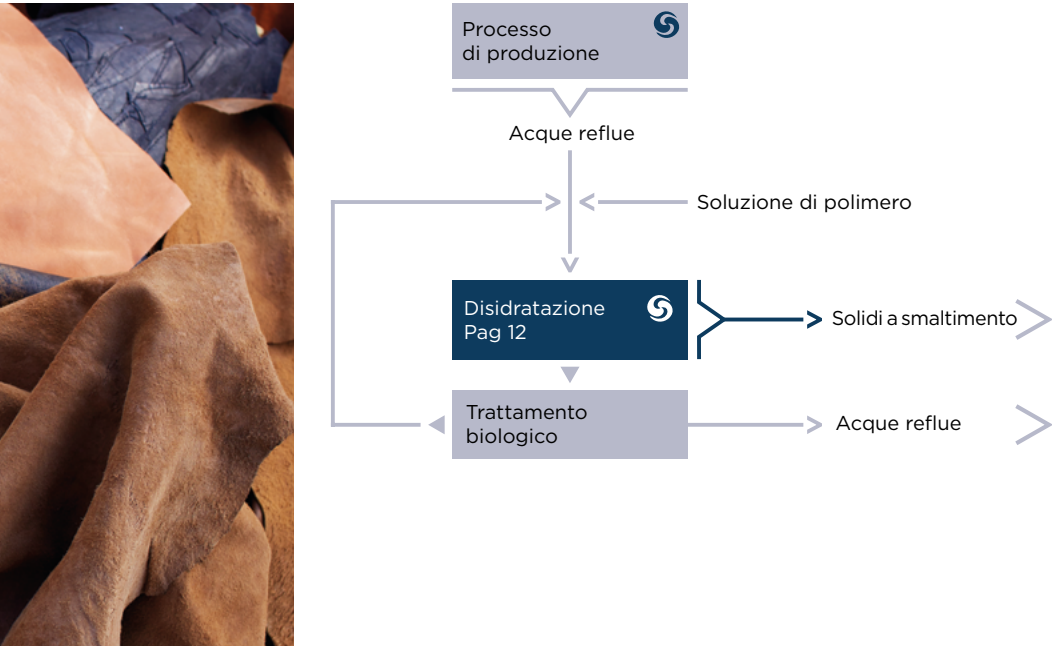 Processo
di produzione
Acque reflue
Soluzione di polimero
Disidratazione
Pag 12
Solidi a smaltimento
Trattamento
biologico
Acque reflue